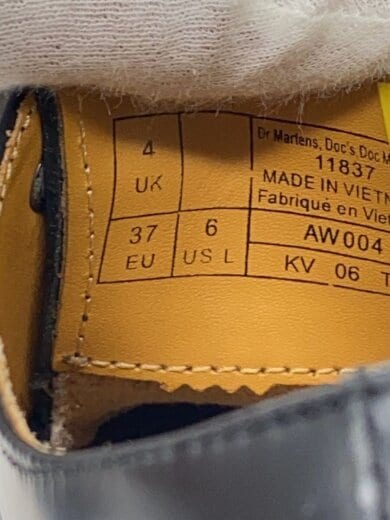 4
UK
37
EU
6
US L
Dr Martens, Doc's Doc M
11837
MADE IN VIETN
Fabriqué en Viet
AW004
KV 06 T